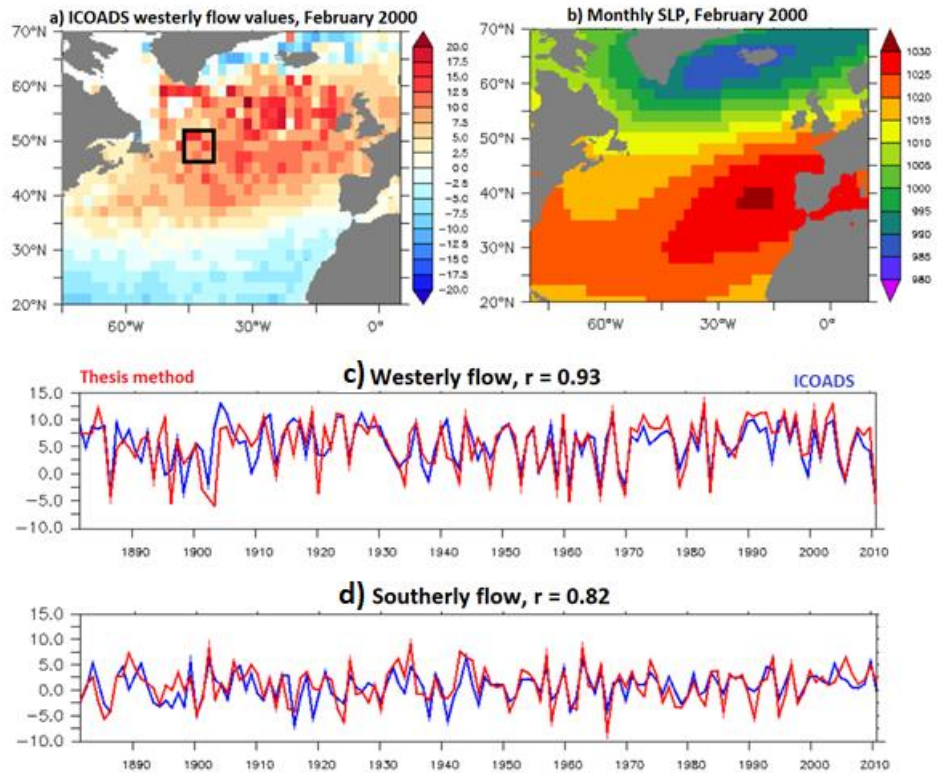 a) ICOADS westerly flow values, February 2000
b) Monthly SLP, February 2000
70°N
60°N
50°N
40°N
30°N
20°N
60°W
30°W
0°
20.0
17.5
15.0
12.5
10.0
7.5
5.0
2.5
0.0
-2.5
-5.0
-7.5
-10.0
-12.5
-15.0
-17.5
-20.0
70°N
60°N
50°N
40°N
30°N
20°N
60°W
30°W
0°
1030
1030
1020
1015
1010
1005
1000
995
990
985
980
Thesis method
c) Westerly flow, r = 0.93
ICOADS
15.0
10.0
5.0
0.0
-5.0
-10.0
1890 1900 1910 1920 1930 1940 1950 1960 1970 1980 1990 2000 2010
d) Southerly flow, r = 0.82
15.0
10.0
5.0
0.0
-5.0
-10.0
1890 1900 1910 1920 1930 1940 1950 1960 1970 1980 1990 2000 2010